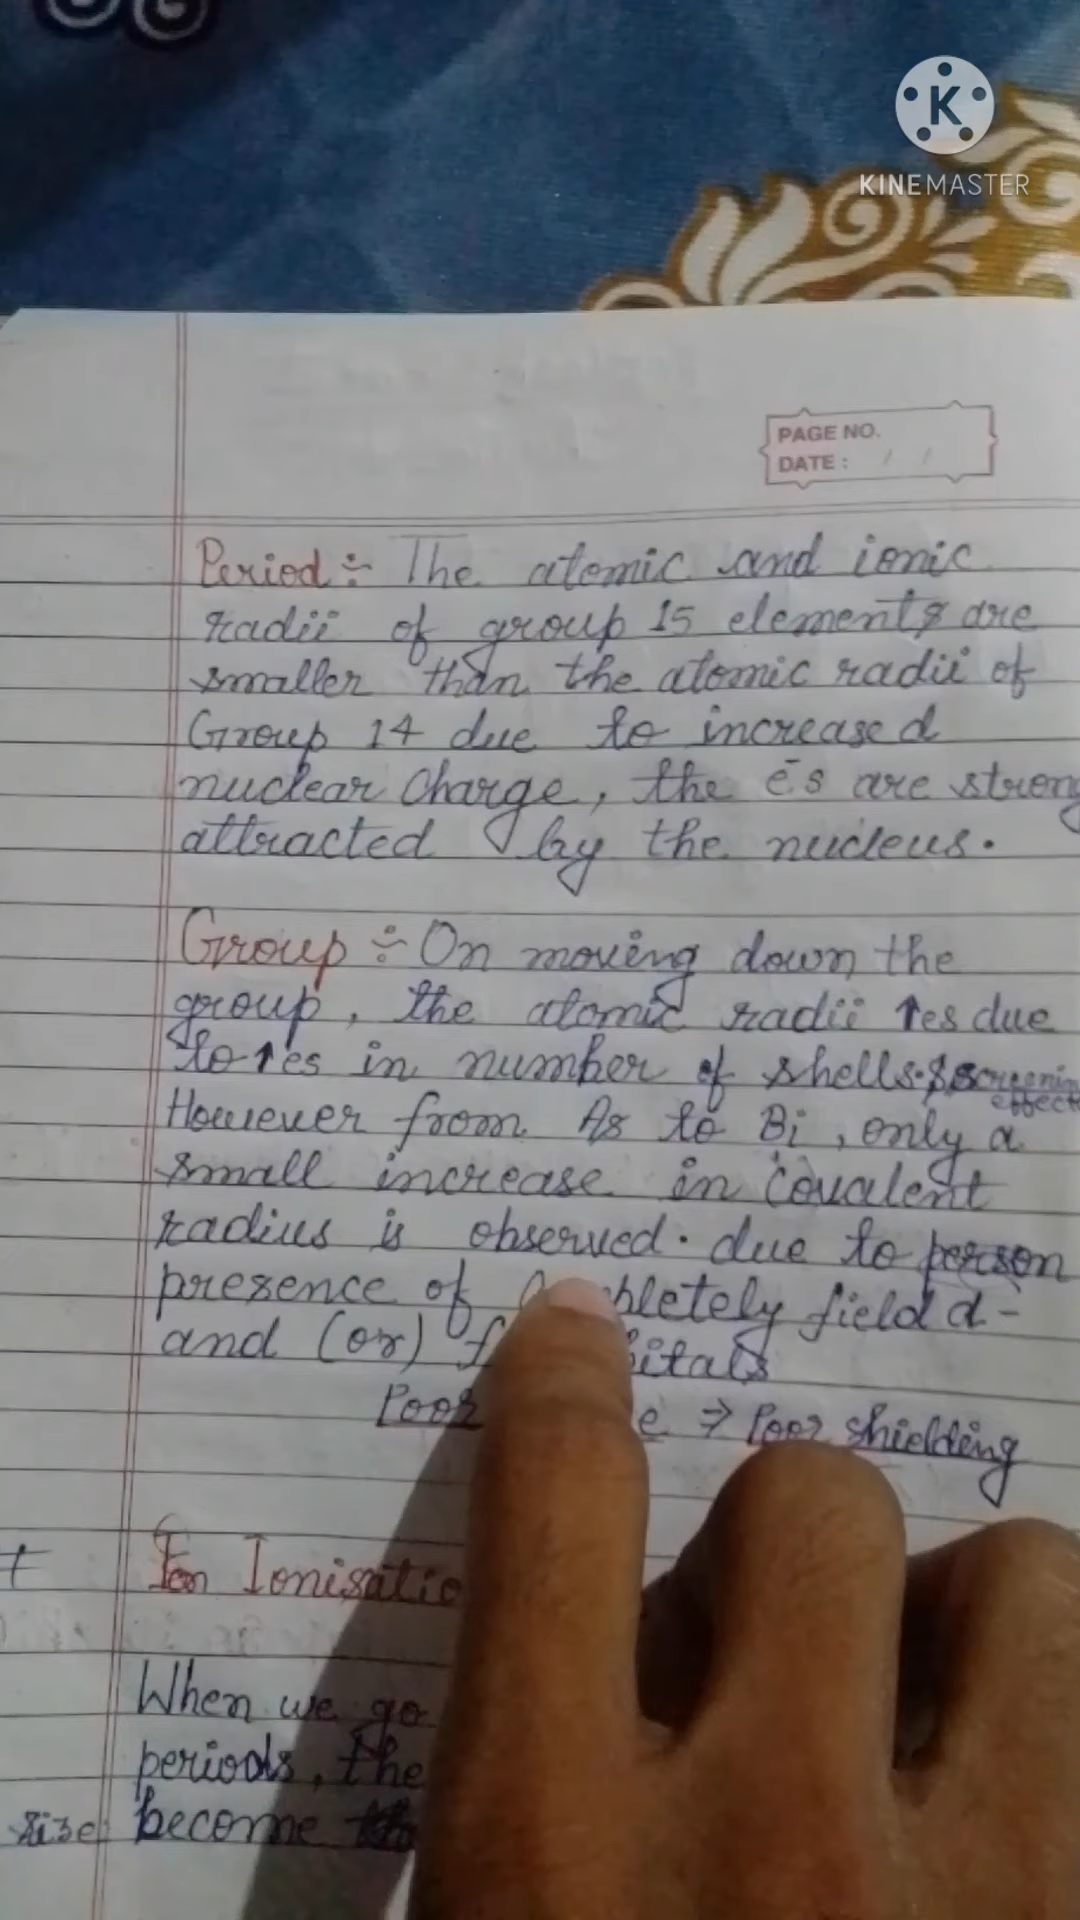 K
KINEMASTER
PAGE NO.
DATE : / /
Period ÷ The atomic and ionic
radii of group 15 elements are
smaller than the atomic radii of
Group 14 due to increased
nuclear charge, the ēs are strong
attracted by the nucleus.
Group ÷ On moving down the
group, the atomic radii ↑es due
to ↑es in number of shells. & screenin
effect
However from As to Bi, only a
small increase in covalent
radius is observed. due to
presence of field d-
and (or)
Poor ⇒ Poor shielding
+ Ionisatio
When we go
periods, the
size become